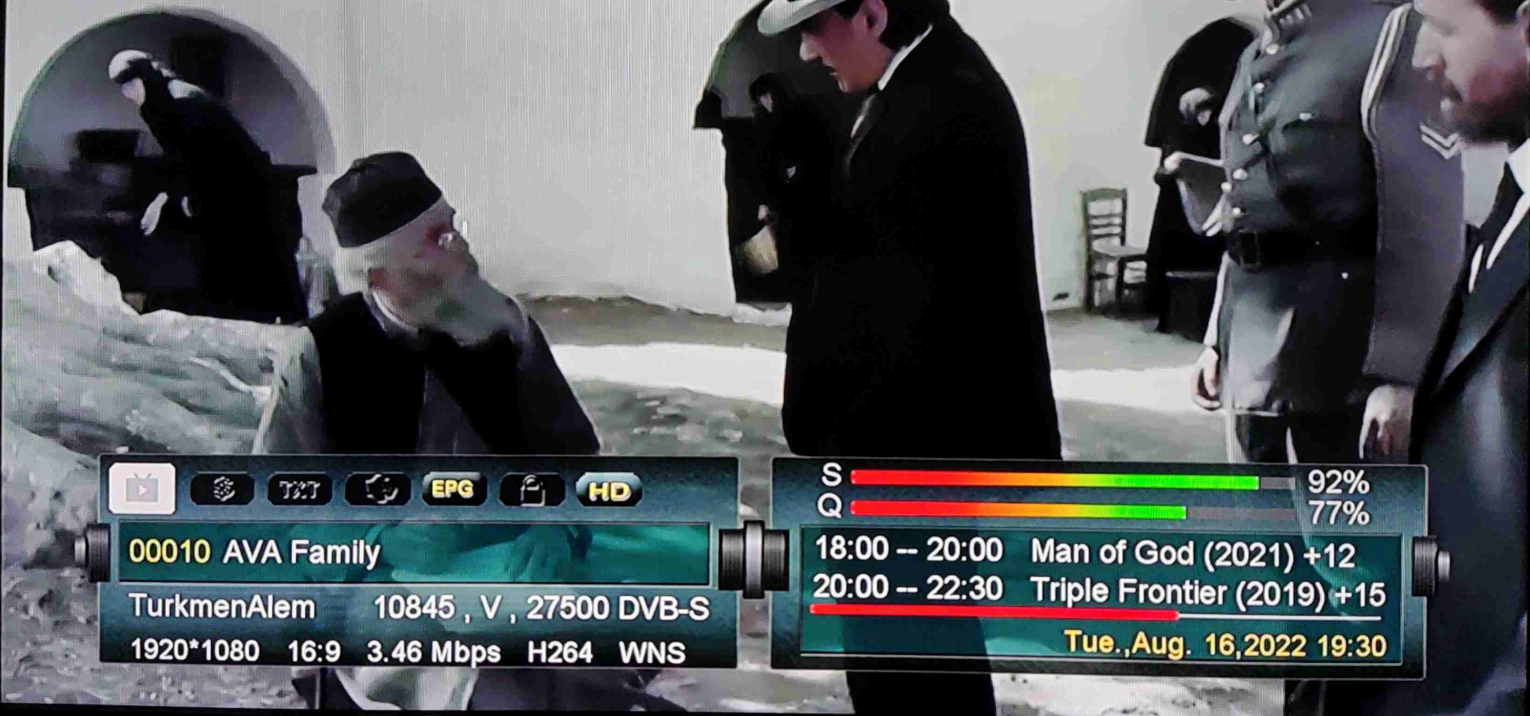 TXT EPG HD
00010 AVA Family
TurkmenAlem 10845 , V , 27500 DVB-S
1920*1080 16:9 3.46 Mbps H264 WNS
S 92%
Q 77%
18:00 -- 20:00 Man of God (2021) +12
20:00 -- 22:30 Triple Frontier (2019) +15
Tue.,Aug. 16,2022 19:30